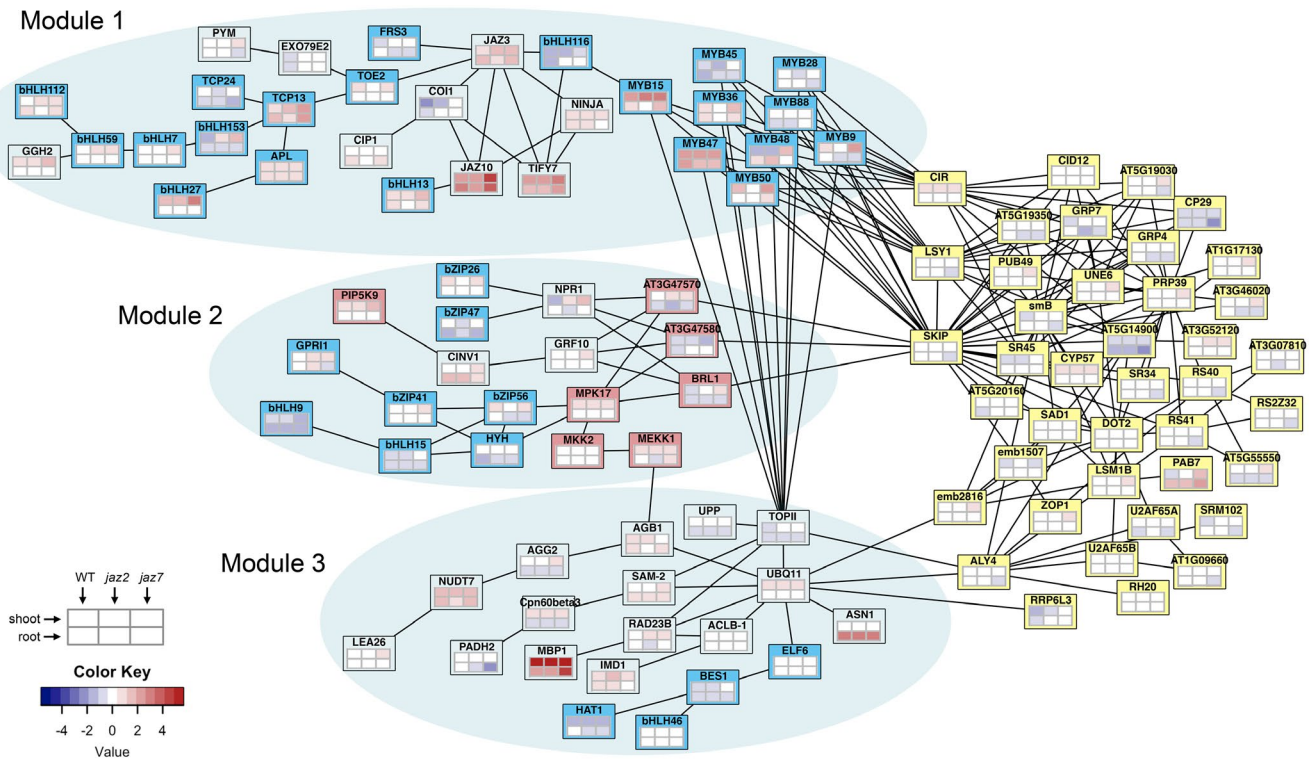 Module 1
PYM
EXO79E2
FRS3
JAZ3
bHLH116
MYB45
MYB28
bHLH112
TCP24
TOE2
TCP13
COI1
NINJA
MYB15
MYB36
MYB88
bHLH59
bHLH7
bHLH153
CIP1
MYB47
MYB48
MYB9
GGH2
APL
JAZ10
TIFY7
MYB50
bHLH27
bHLH13
CIR
CID12
AT5G19030
CP29
AT5G19350
GRP7
GRP4
LSY1
PUB49
UNE6
AT1G17130
PRP39
AT3G46020
smB
SKIP
AT5G14900
AT3G52120
AT3G07810
SR45
CYP57
SR34
RS40
AT5G20160
SAD1
DOT2
RS41
RS2Z32
emb1507
LSM1B
PAB7
AT5G55550
emb2816
ZOP1
U2AF65A
SRM102
ALY4
U2AF65B
AT1G09660
RH20
RRP6L3
Module 2
bZIP26
PIP5K9
NPR1
AT3G47570
bZIP47
AT3G47580
GPRI1
CINV1
GRF10
BRL1
bHLH9
bZIP41
bZIP56
MPK17
bHLH15
HYH
MKK2
MEKK1
Module 3
UPP
TOPII
AGB1
AGG2
NUDT7
SAM-2
UBQ11
Cpn60beta3
RAD23B
ACLB-1
ASN1
LEA26
PADH2
MBP1
IMD1
ELF6
BES1
HAT1
bHLH46
WT jaz2 jaz7
shoot
root
Color Key
-4 -2 0 2 4
Value